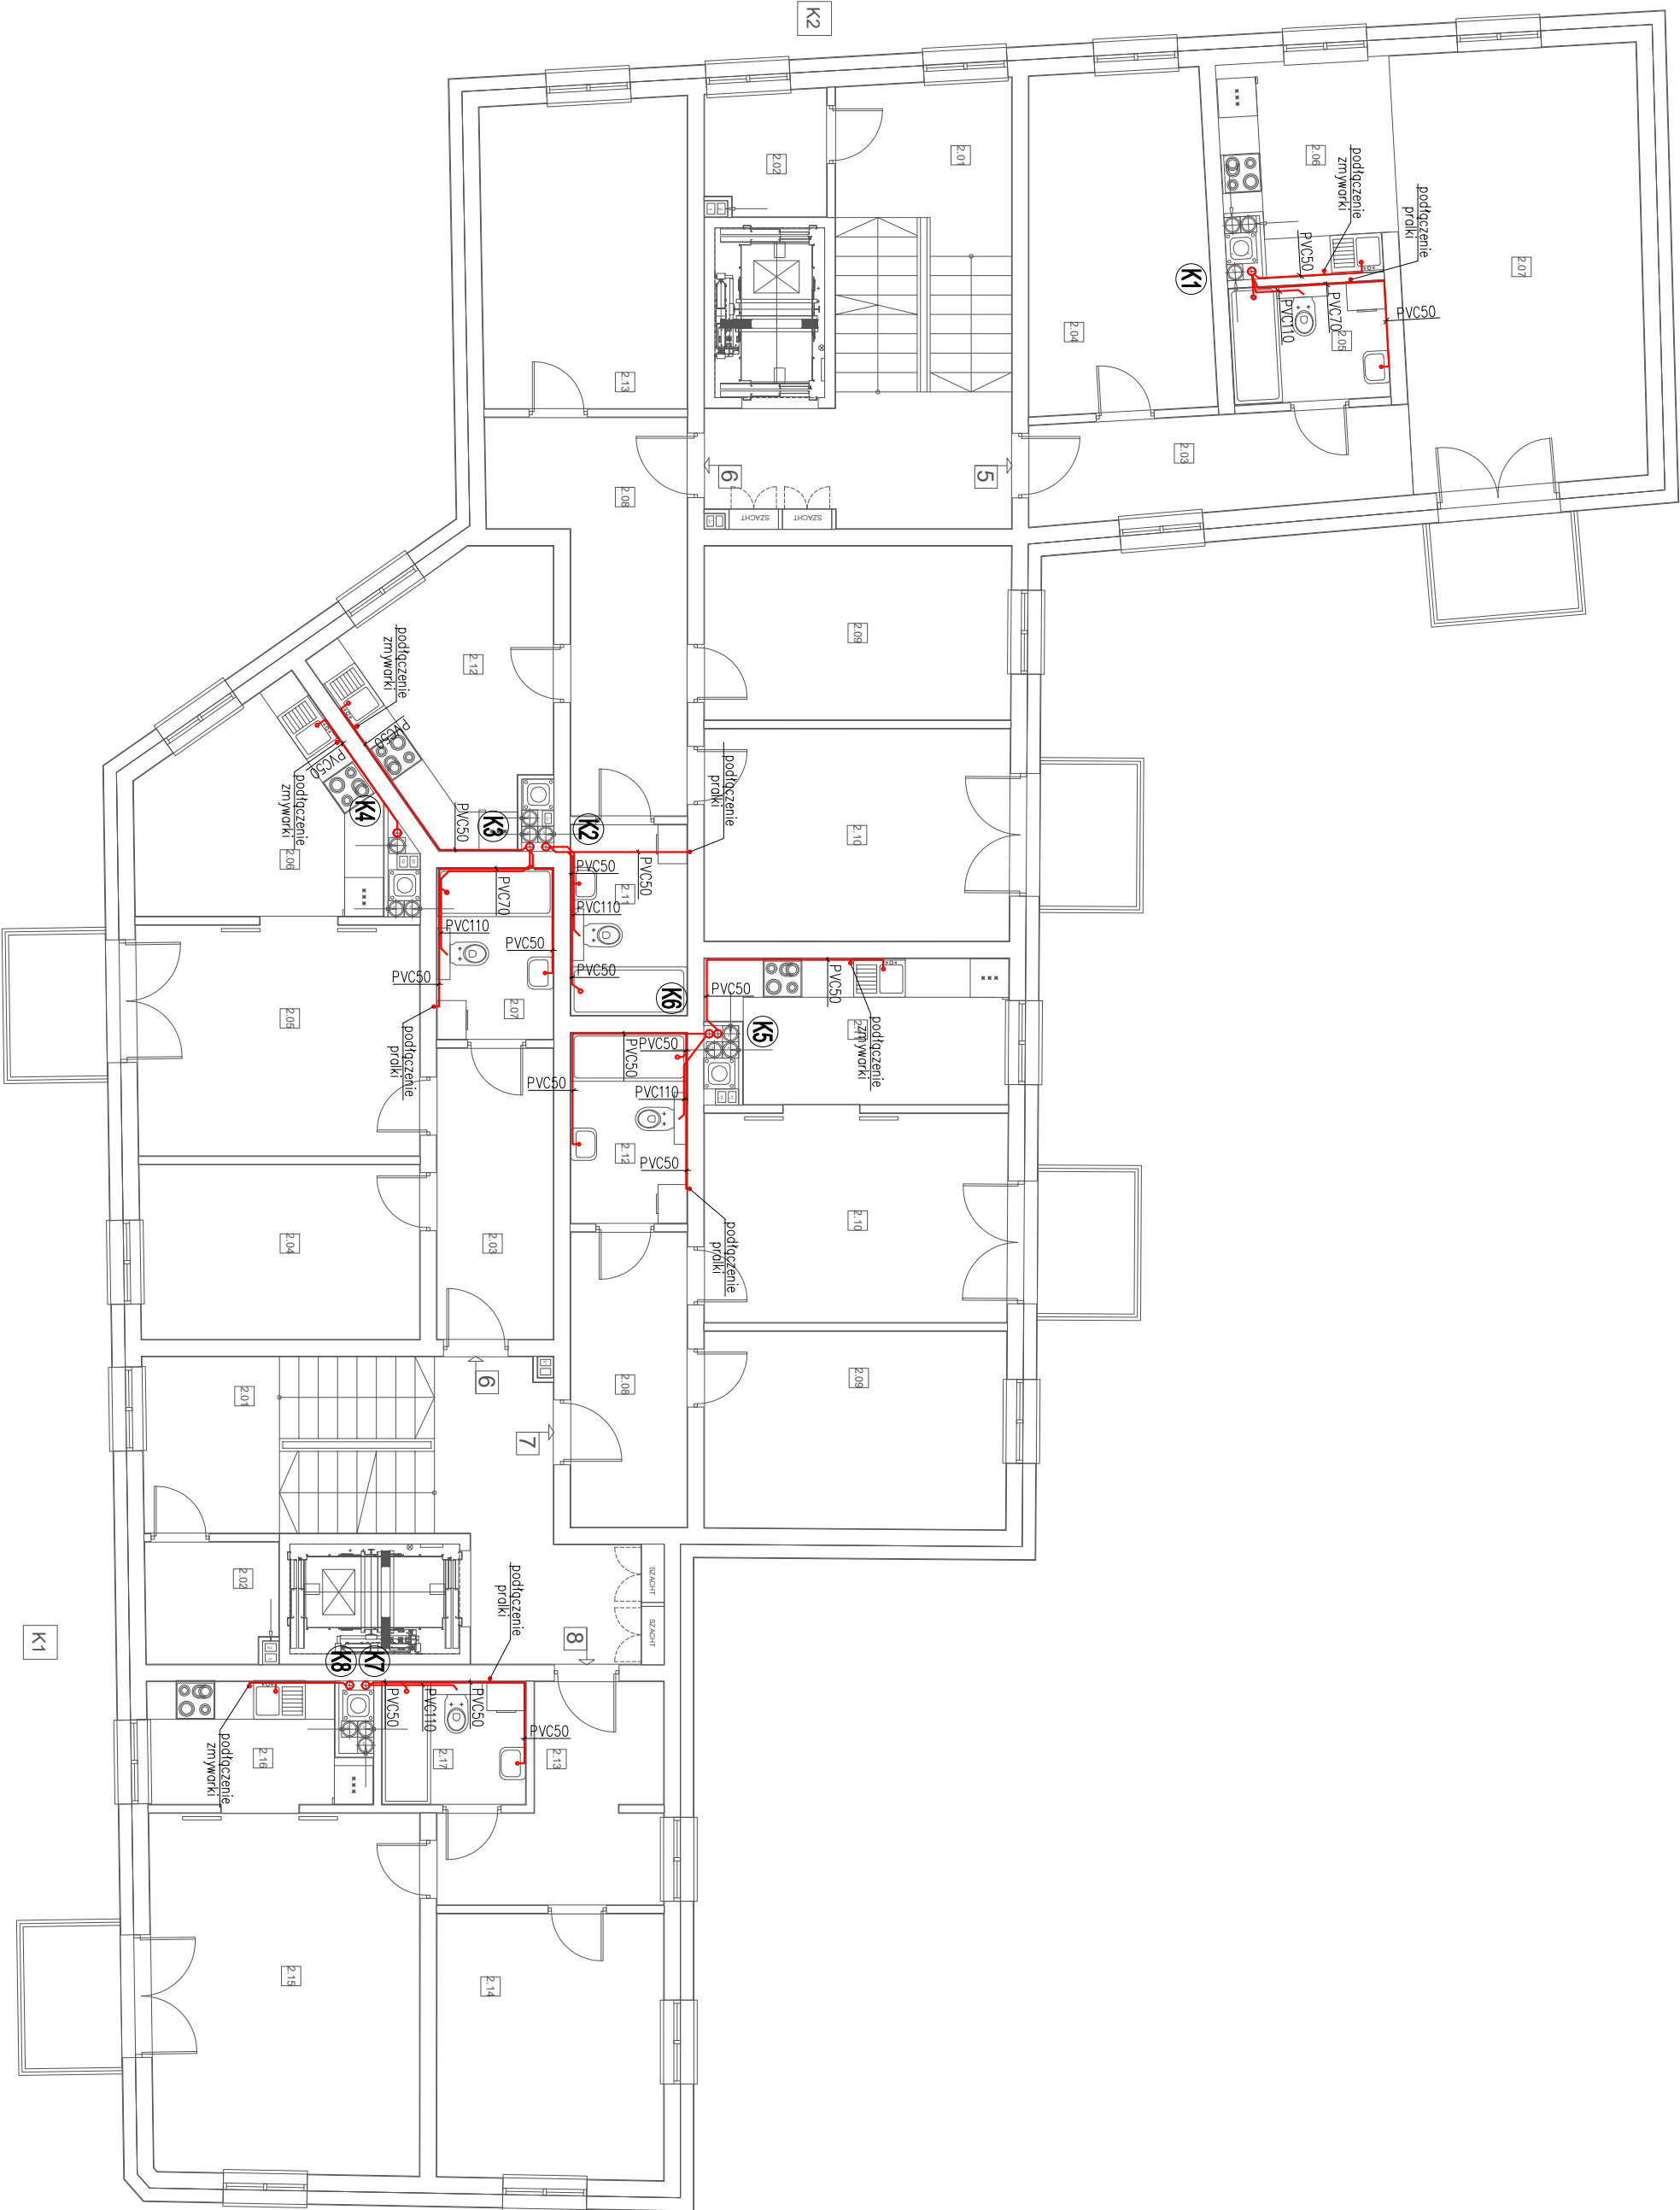 K2
2.01
2.02
2.06
podłączenie
zmywarki
podłączenie
pralki
2.07
PVC50
K1
PVC70
PVC110
2.05
PVC50
2.04
2.13
2.03
6
5
2.08
SZACHT
SZACHT
2.09
2.12
podłączenie
zmywarki
PVC50
PVC50
podłączenie
zmywarki
podłączenie
pralki
K4
PVC50
K3
K2
2.10
2.06
PVC50
PVC50
2.11
PVC70
PVC110
PVC110
PVC50
PVC50
PVC50
PVC50
PVC50
K6
K5
2.05
2.07
podłączenie
zmywarki
podłączenie
pralki
PVC50
PVC50
PVC50
PVC110
2.12
PVC50
podłączenie
pralki
2.10
2.04
2.03
2.01
6
2.08
2.09
7
2.02
podłączenie
pralki
SZACHT
SZACHT
K1
8
K8
K7
PVC50
PVC110
PVC50
PVC50
2.16
podłączenie
zmywarki
2.17
2.13
2.15
2.14